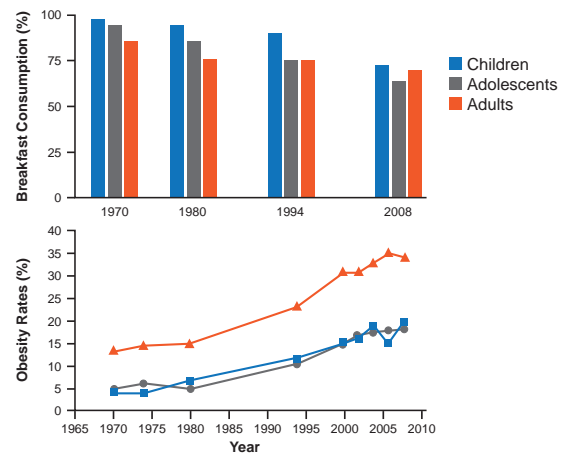 Breakfast Consumption (%)
100
75
50
25
0
1970 1980 1994 2008
Children
Adolescents
Adults
Obesity Rates (%)
40
35
30
25
20
15
10
5
0
1965 1970 1975 1980 1985 1990 1995 2000 2005 2010
Year